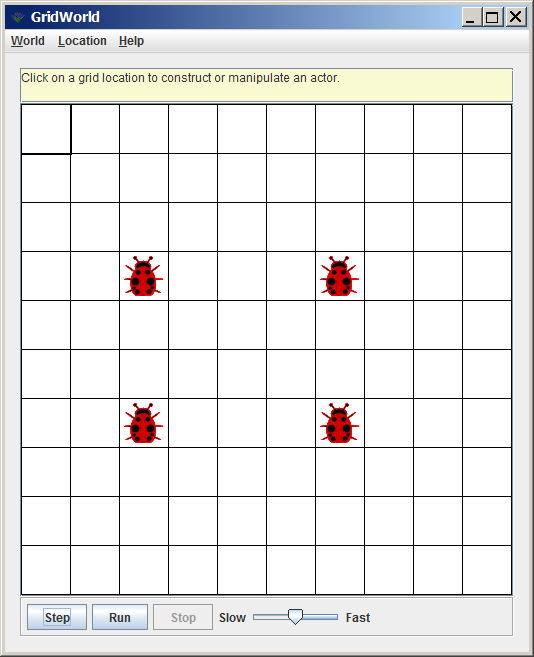 GridWorld
World Location Help
Click on a grid location to construct or manipulate an actor.
Step Run Stop Slow Fast